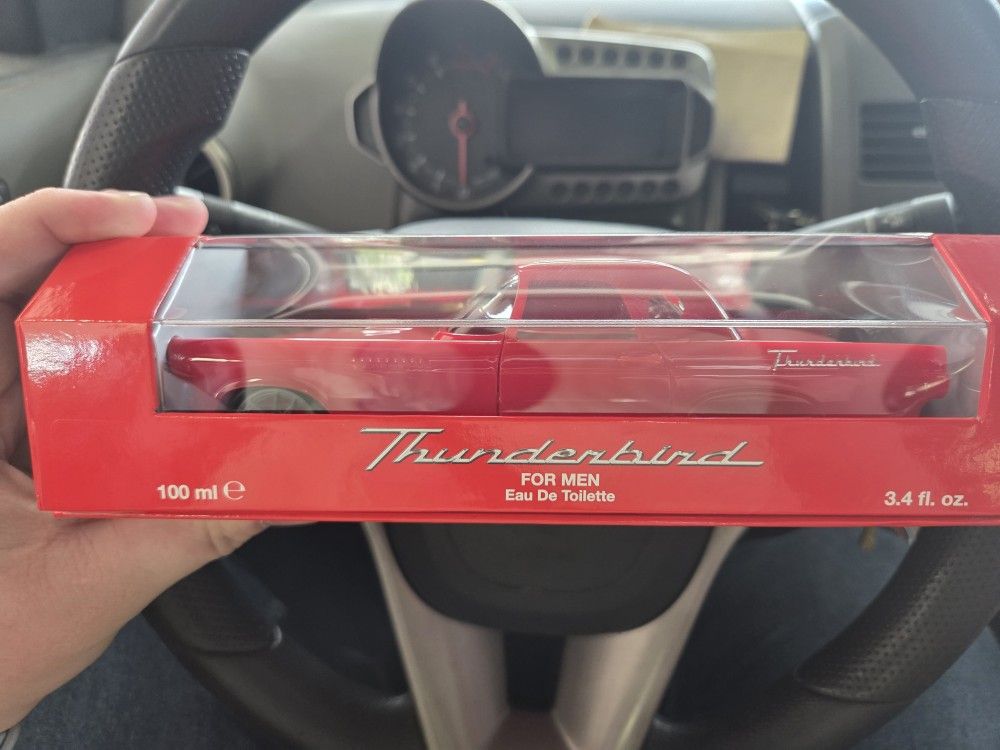 Thunderbird
Thunderbird
FOR MEN
Eau De Toilette
100 ml ℮
3.4 fl. oz.